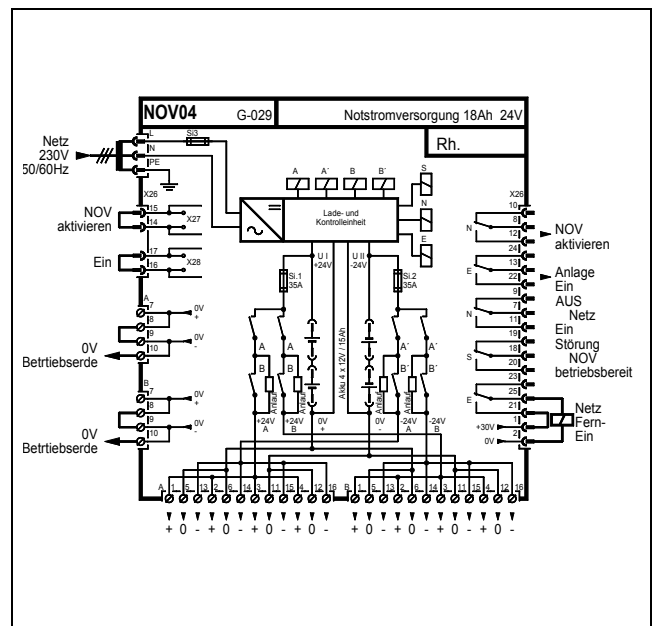 NOV04 G-029 Notstromversorgung 18Ah 24V
Rh.
Netz
230V
50/60Hz
L
N
PE
Si3
X26
NOV
aktivieren
15
14
X27
Ein
17
16
X28
A
7
8
9
10
0V
+
0V
-
0V
Betriebserde
B
7
8
9
10
0V
+
0V
-
0V
Betriebserde
A A´ B B´
Lade- und
Kontrolleinheit
S
N
E
U I
+24V
U II
-24V
Si.1
35A
Si.2
35A
Akku 4 x 12V / 15Ah
A A A´ A´
B B B´ B´
Anlauf Anlauf Anlauf Anlauf
+24V
A
+24V
B
0V
+
0V
-
-24V
A
-24V
B
X26
10
8
12
24
13
22
9
7
11
19
18
20
23
25
21
1
2
N
E
N
S
E
+30V
0V
NOV
aktivieren
Anlage
Ein
AUS
Netz
Ein
Störung
NOV
betriebsbereit
Netz
Fern-
Ein
A 1 5 13 2 6 14 3 11 15 4 12 16
B 1 5 13 2 6 14 3 11 15 4 12 16
+ 0 - + 0 - + 0 - + 0 -
+ 0 - + 0 - + 0 - + 0 -